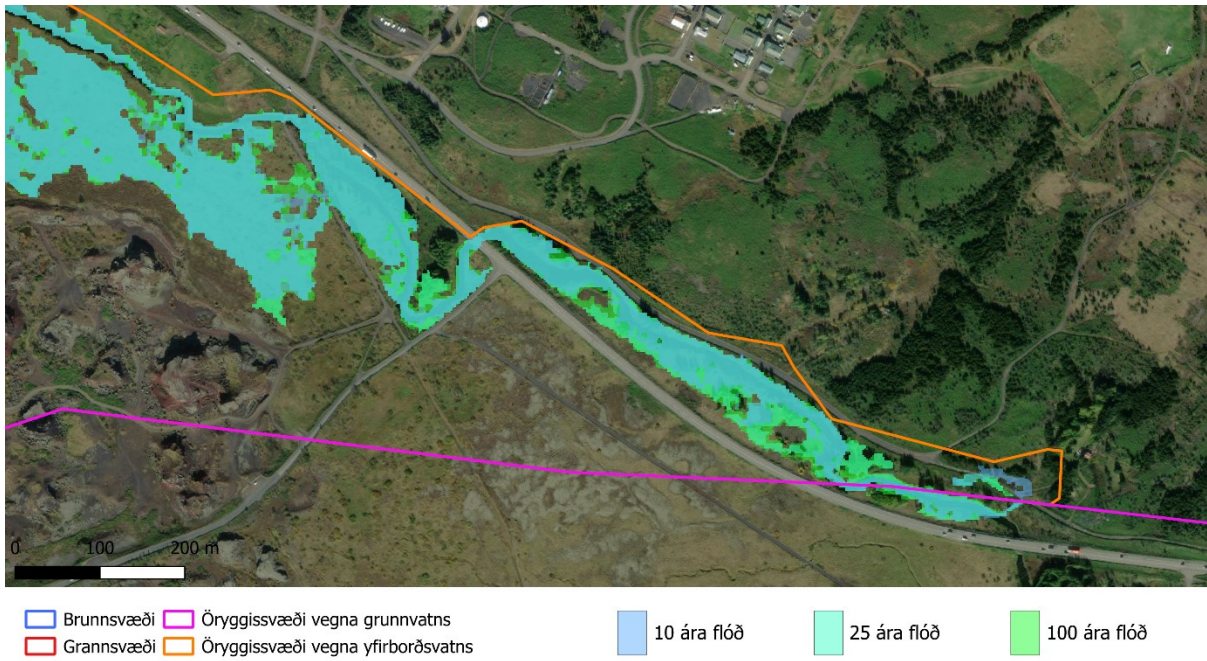 0 100 200 m
Brunnsvæði Öryggissvæði vegna grunnvatns 10 ára flóð 25 ára flóð 100 ára flóð
Grannsvæði Öryggissvæði vegna yfirborðsvatns